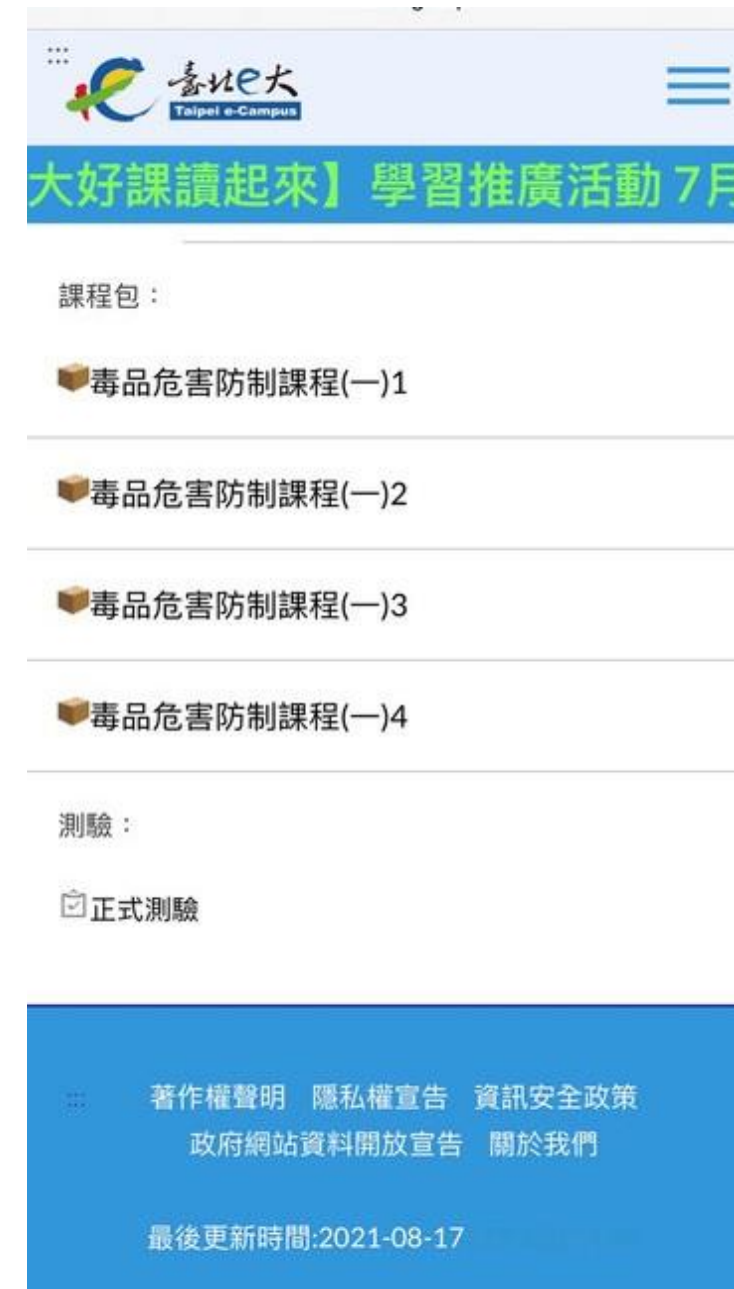 臺北e大
Taipei e-Campus
大好課讀起來】學習推廣活動 7月
課程包：
毒品危害防制課程(一)1
毒品危害防制課程(一)2
毒品危害防制課程(一)3
毒品危害防制課程(一)4
測驗：
正式測驗
:::
著作權聲明 隱私權宣告 資訊安全政策
政府網站資料開放宣告 關於我們
最後更新時間:2021-08-17